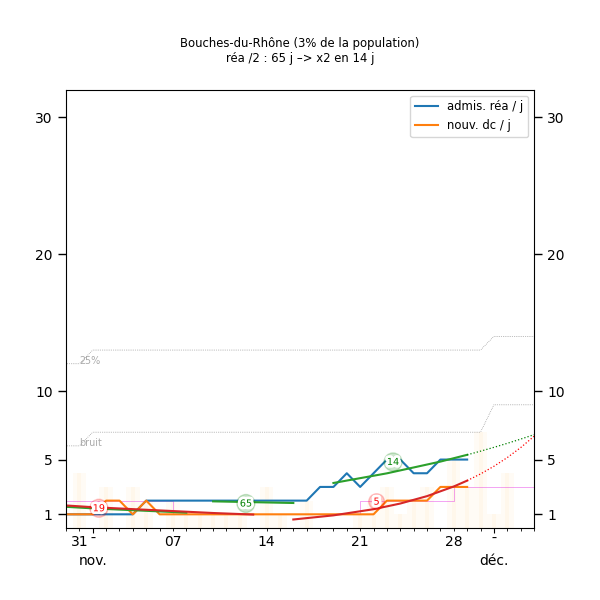 Bouches-du-Rhône (3% de la population)
réa /2 : 65 j –> x2 en 14 j
admis. réa / j
nouv. dc / j
30
30
20
20
25%
10
10
bruit
5
5
14
65
19
5
1
1
31
07
14
21
28
nov.
déc.